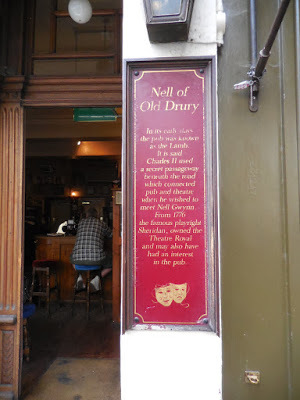 Nell of
Old Drury
In its early days
the pub was known
as the Lamb.
It is said
Charles II used
a secret passageway
beneath the road
which connected
pub and theatre
when he wished to
meet Nell Gwynn.
From 1776
the famous playright
Sheridan, owned the
Theatre Royal
and may also have
had an interest
in the pub.